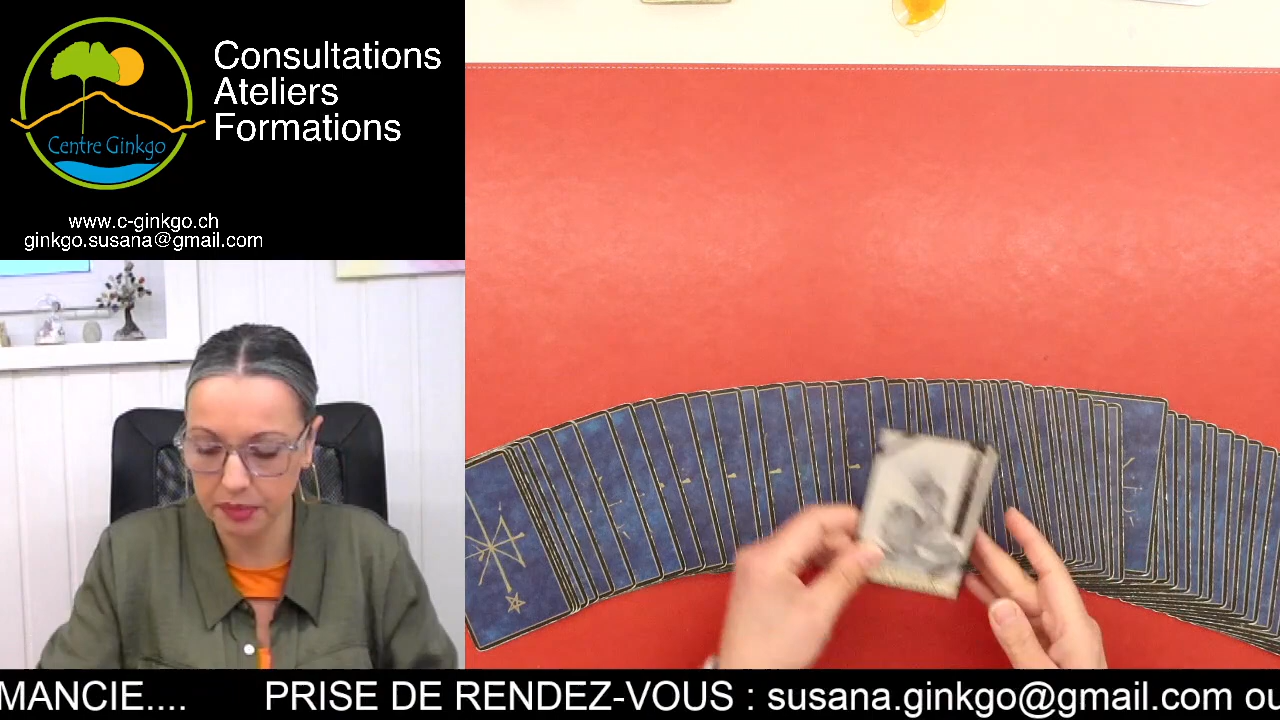 Consultations
Ateliers
Formations
Centre Ginkgo
www.c-ginkgo.ch
ginkgo.susana@gmail.com
MANCIE.... PRISE DE RENDEZ-VOUS : susana.ginkgo@gmail.com ou